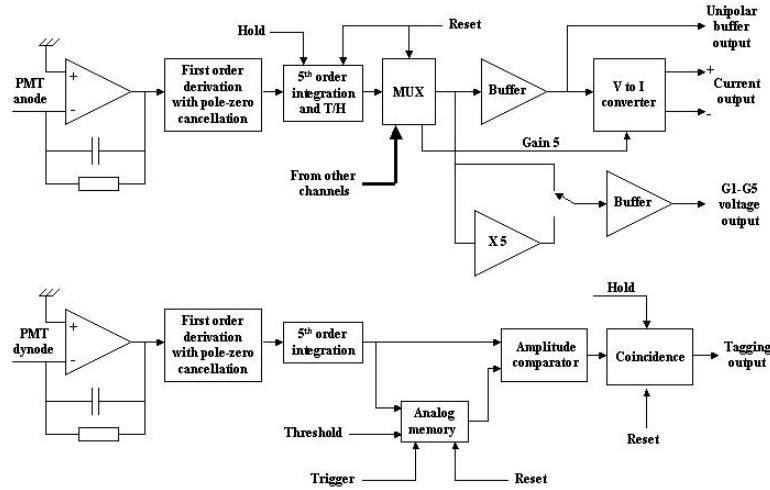 Unipolar
buffer
output
Hold
Reset
PMT
anode
+
-
First order
derivation
with pole-zero
cancellation
5th order
integration
and T/H
MUX
Buffer
V to I
converter
+
Current
output
-
Gain 5
From other
channels
X 5
Buffer
G1-G5
voltage
output
PMT
dynode
+
-
First order
derivation
with pole-zero
cancellation
5th order
integration
Hold
Amplitude
comparator
Coincidence
Tagging
output
Threshold
Analog
memory
Trigger
Reset
Reset